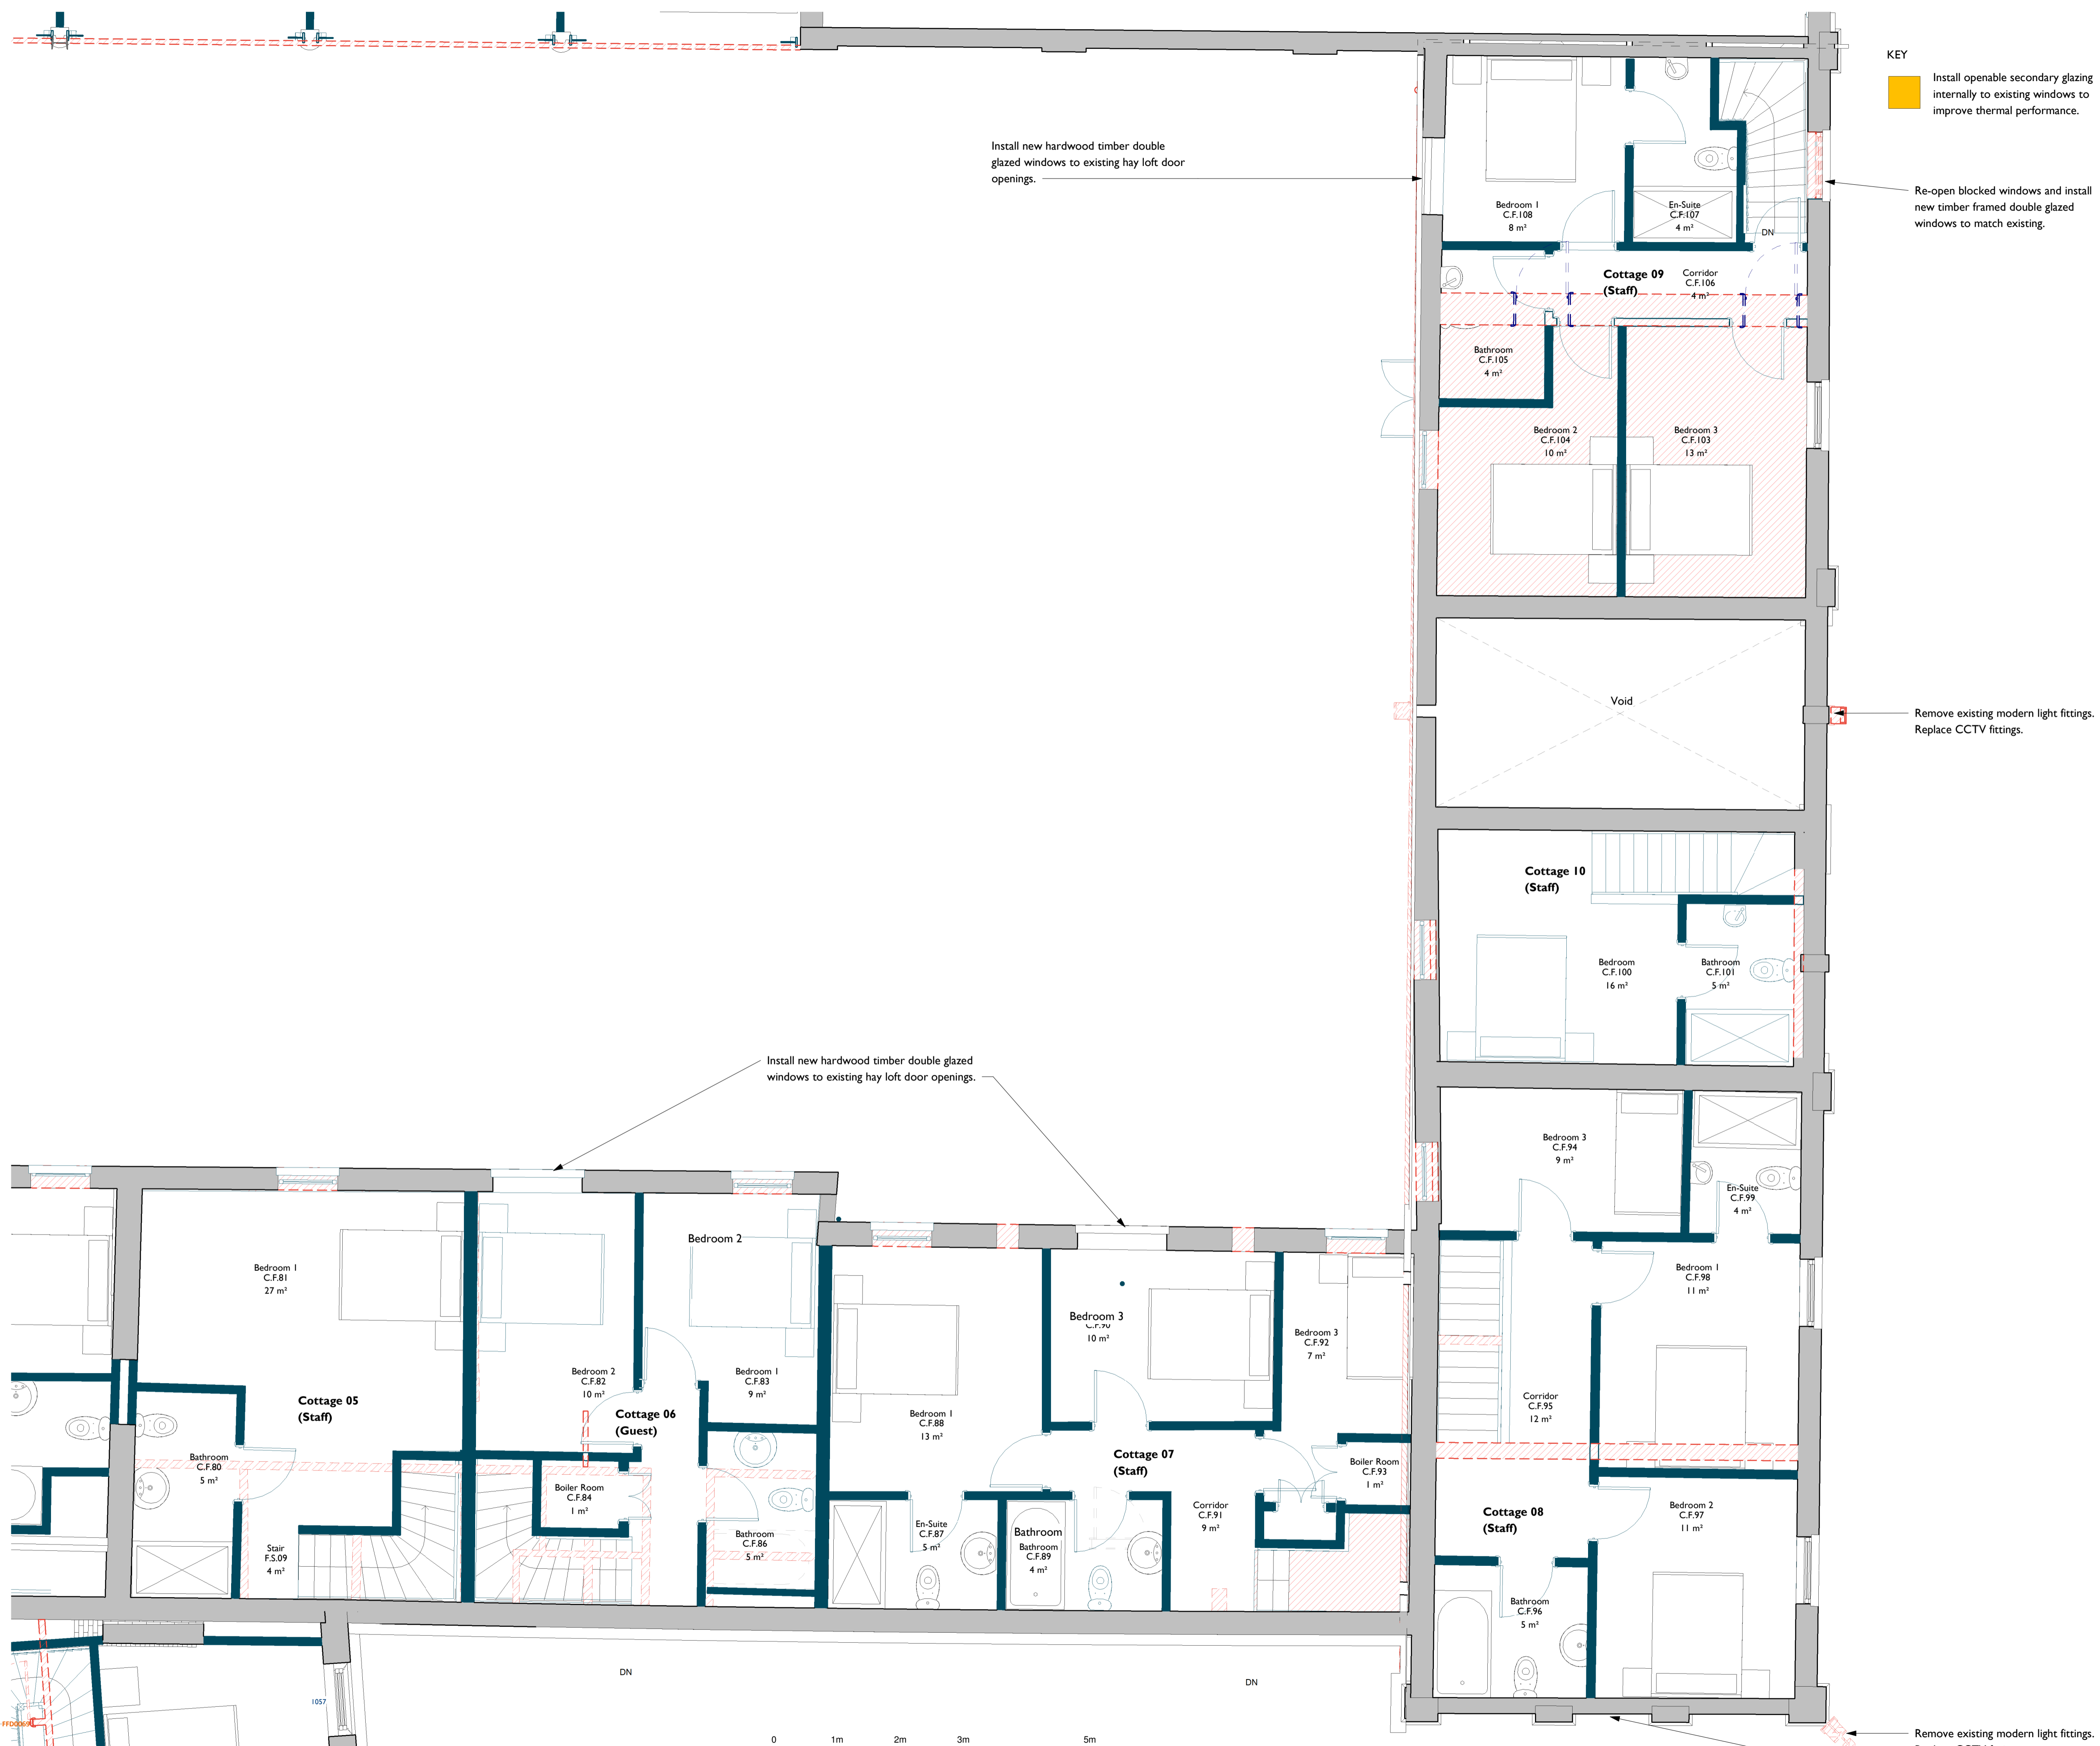 KEY
Install openable secondary glazing
internally to existing windows to
improve thermal performance.
Install new hardwood timber double
glazed windows to existing hay loft door
openings.
Re-open blocked windows and install
new timber framed double glazed
windows to match existing.
Bedroom 1
C.F.108
8 m²
En-Suite
C.F.107
4 m²
DN
Cottage 09
(Staff)
Corridor
C.F.106
4 m²
Bathroom
C.F.105
4 m²
Bedroom 2
C.F.104
10 m²
Bedroom 3
C.F.103
13 m²
Void
Remove existing modern light fittings.
Replace CCTV fittings.
Cottage 10
(Staff)
Bedroom
C.F.100
16 m²
Bathroom
C.F.101
5 m²
Install new hardwood timber double glazed
windows to existing hay loft door openings.
Bedroom 3
C.F.94
9 m²
En-Suite
C.F.99
4 m²
Bedroom 1
C.F.98
11 m²
Corridor
C.F.95
12 m²
Cottage 08
(Staff)
Bedroom 2
C.F.97
11 m²
Bathroom
C.F.96
5 m²
Bedroom 1
C.F.81
27 m²
Cottage 05
(Staff)
Bathroom
C.F.80
5 m²
Stair
F.S.09
4 m²
Bedroom 2
Bedroom 2
C.F.82
10 m²
Bedroom 1
C.F.83
9 m²
Cottage 06
(Guest)
Boiler Room
C.F.84
1 m²
Bathroom
C.F.86
5 m²
Bedroom 1
C.F.88
13 m²
Bedroom 3
C.F.90
10 m²
Bedroom 3
C.F.92
7 m²
Cottage 07
(Staff)
Boiler Room
C.F.93
1 m²
En-Suite
C.F.87
5 m²
Bathroom
Bathroom
C.F.89
4 m²
Corridor
C.F.91
9 m²
DN
DN
1057
0 1m 2m 3m 5m
Remove existing modern light fittings.